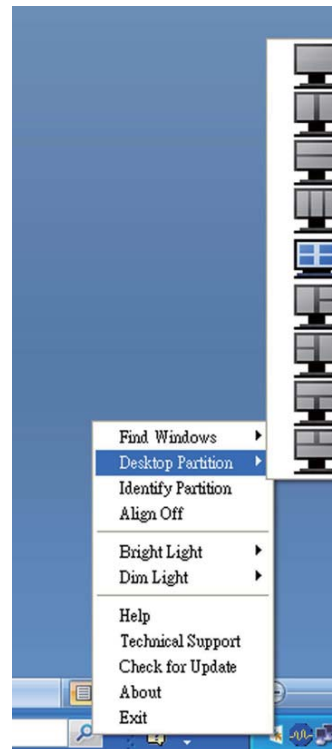 Find Windows
Desktop Partition
Identify Partition
Align Off
Bright Light
Dim Light
Help
Technical Support
Check for Update
About
Exit